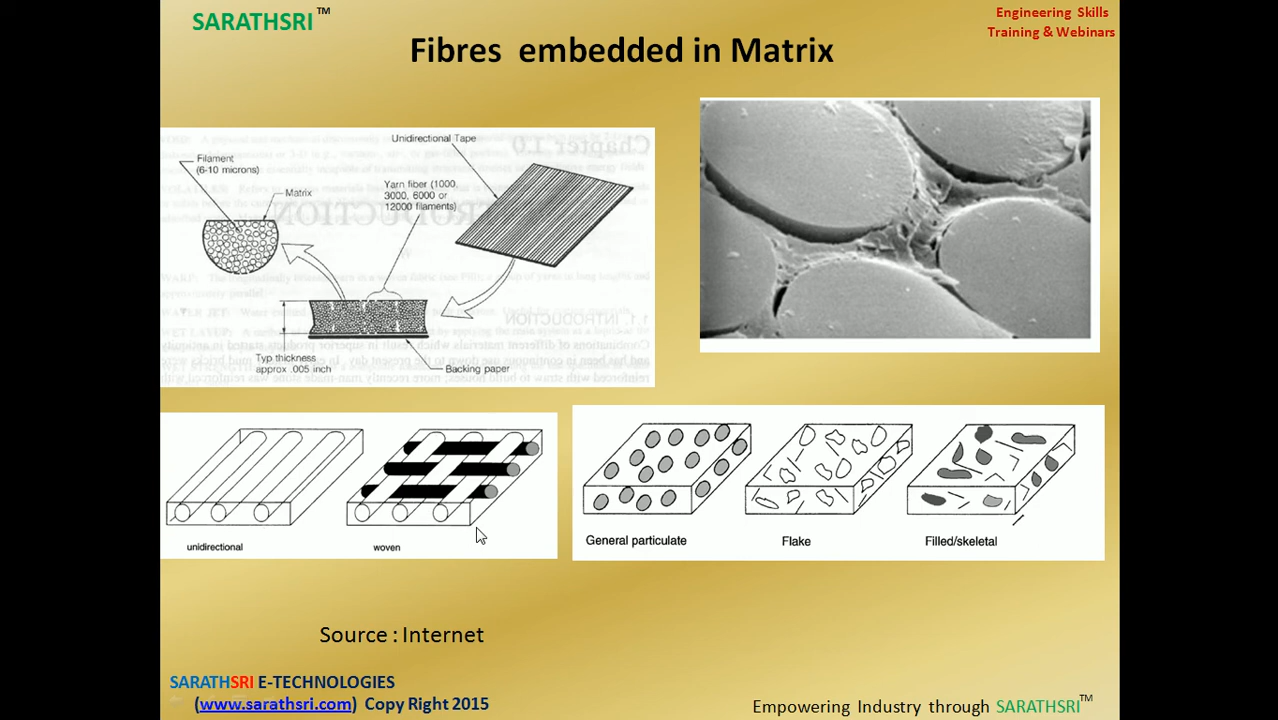 SARATHSRI™
Engineering Skills
Training & Webinars
Fibres embedded in Matrix
Unidirectional Tape
Filament
(6-10 microns)
Matrix
Yarn fiber (1000,
3000, 6000 or
12000 filaments)
Typ thickness
approx .005 inch
Backing paper
unidirectional
woven
General particulate
Flake
Filled/skeletal
Source : Internet
SARATHSRI E-TECHNOLOGIES
(www.sarathsri.com) Copy Right 2015
Empowering Industry through SARATHSRI™